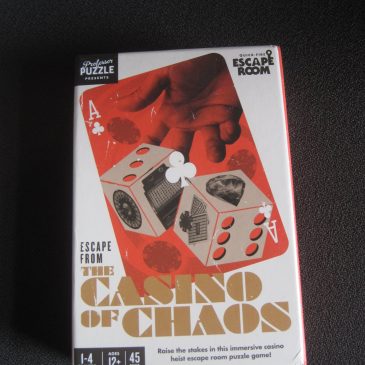 Professor
PUZZLE
PRESENTS
QUICK-FIRE
ESCAPE
ROOM
A
ESCAPE
FROM
THE
CASINO
OF CHAOS
A
1-4
AGES
12+
45
Raise the stakes in this immersive casino
heist escape room puzzle game!